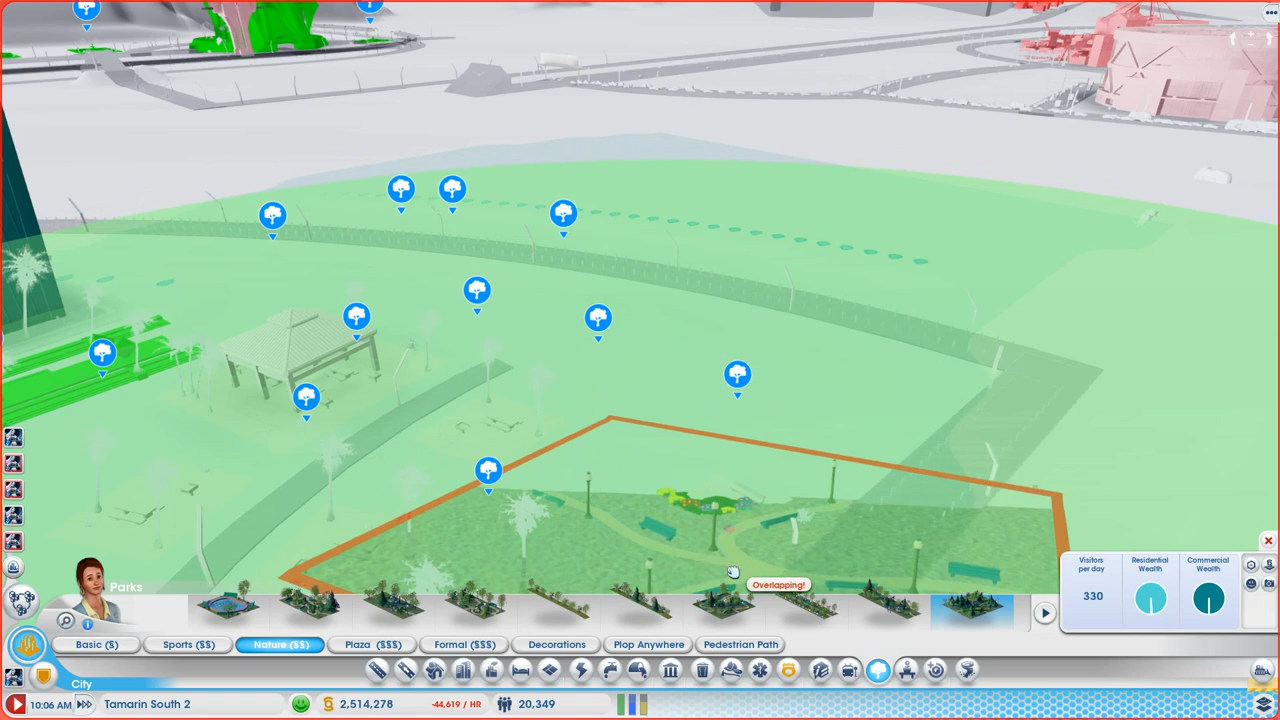 Parks
Overlapping!
Visitors per day
Residential Wealth
Commercial Wealth
330
Basic ($)
Sports ($$)
Nature ($$)
Plaza ($$$)
Formal ($$$)
Decorations
Plop Anywhere
Pedestrian Path
City
10:06 AM
Tamarin South 2
2,514,278
-44,619 / HR
20,349